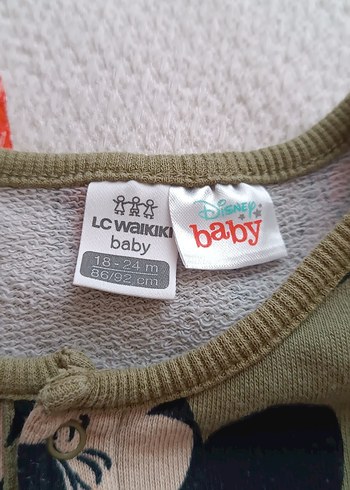 LC WAIKIKI
baby
18 - 24 m
86/92 cm
Disney
baby